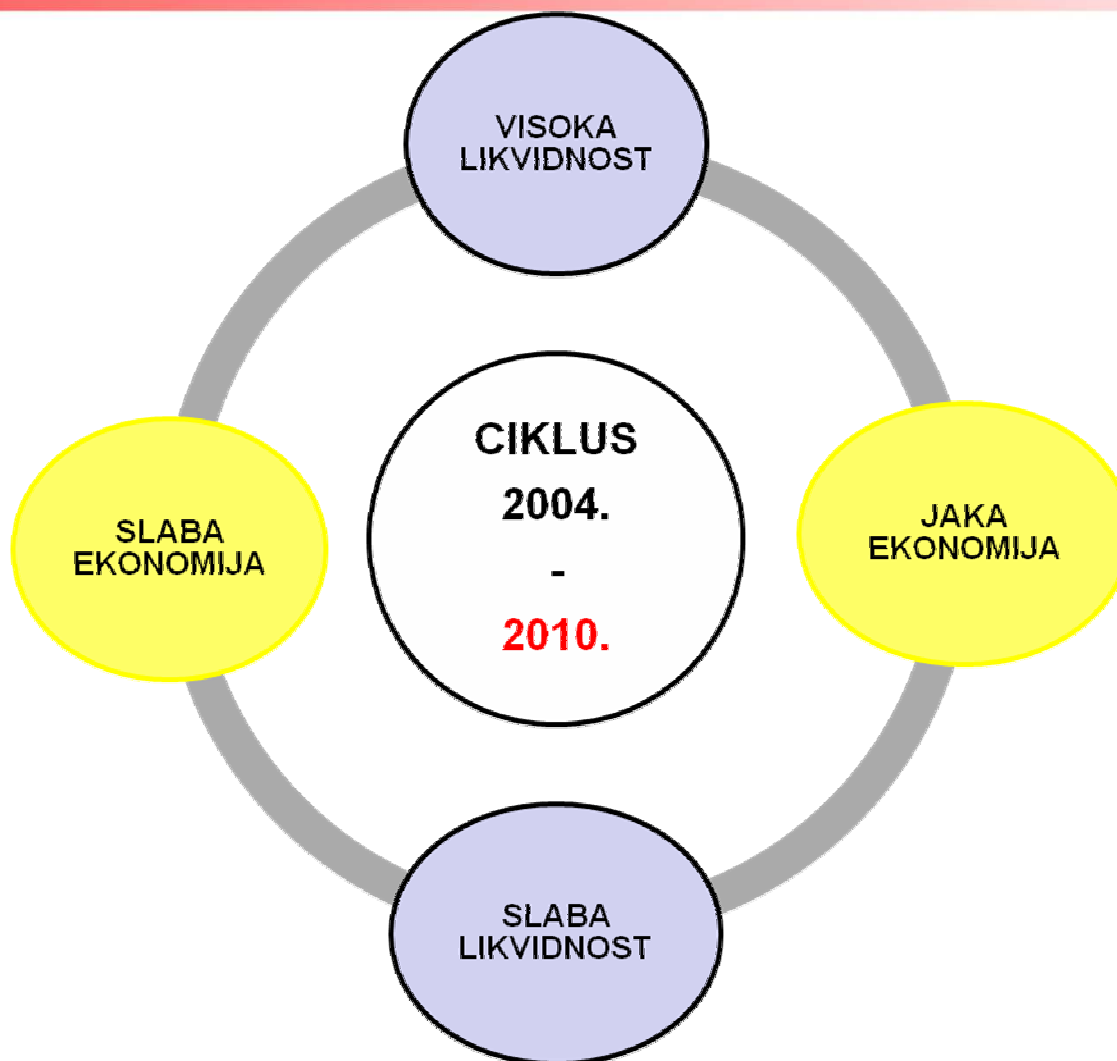 VISOKA
LIKVIDNOST
CIKLUS
2004.
-
2010.
SLABA
EKONOMIJA
JAKA
EKONOMIJA
SLABA
LIKVIDNOST